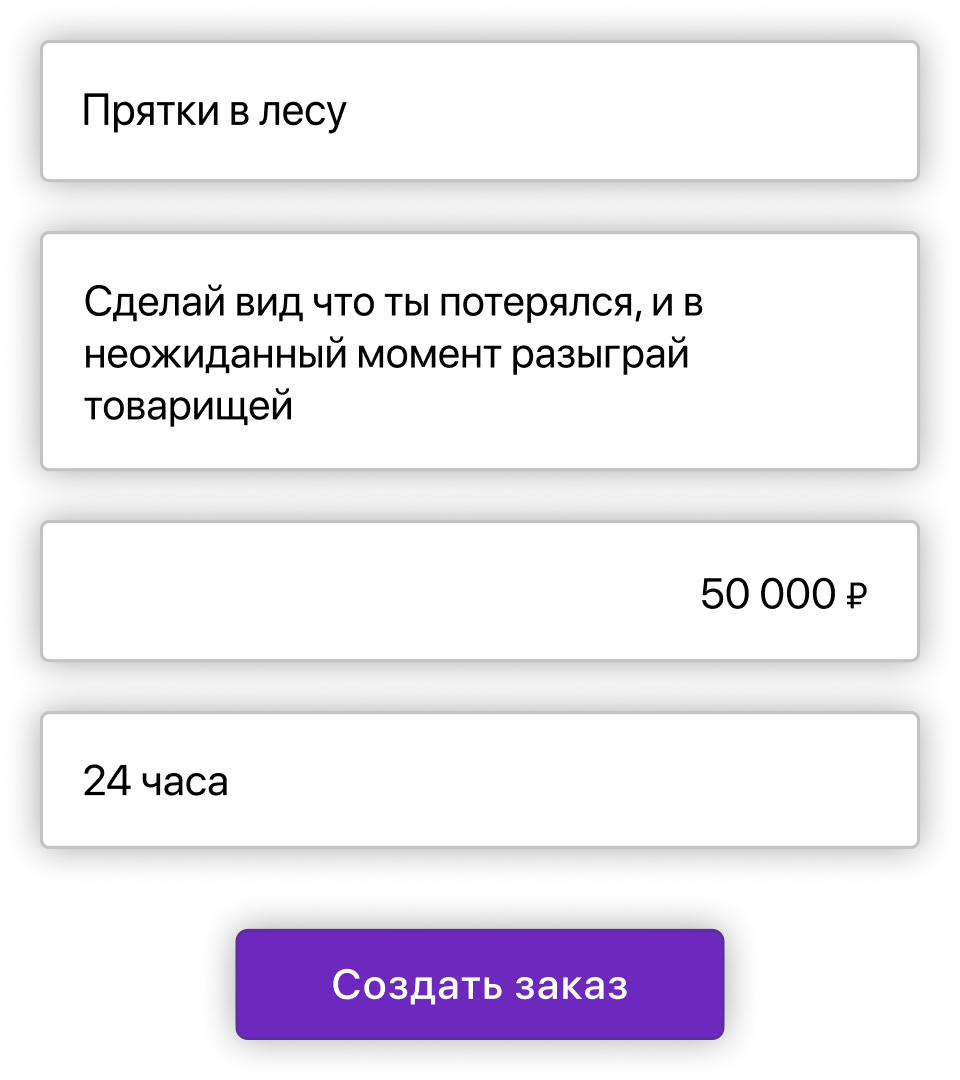 Прятки в лесу
Сделай вид что ты потерялся, и в
неожиданный момент разыграй
товарищей
50 000 ₽
24 часа
Создать заказ